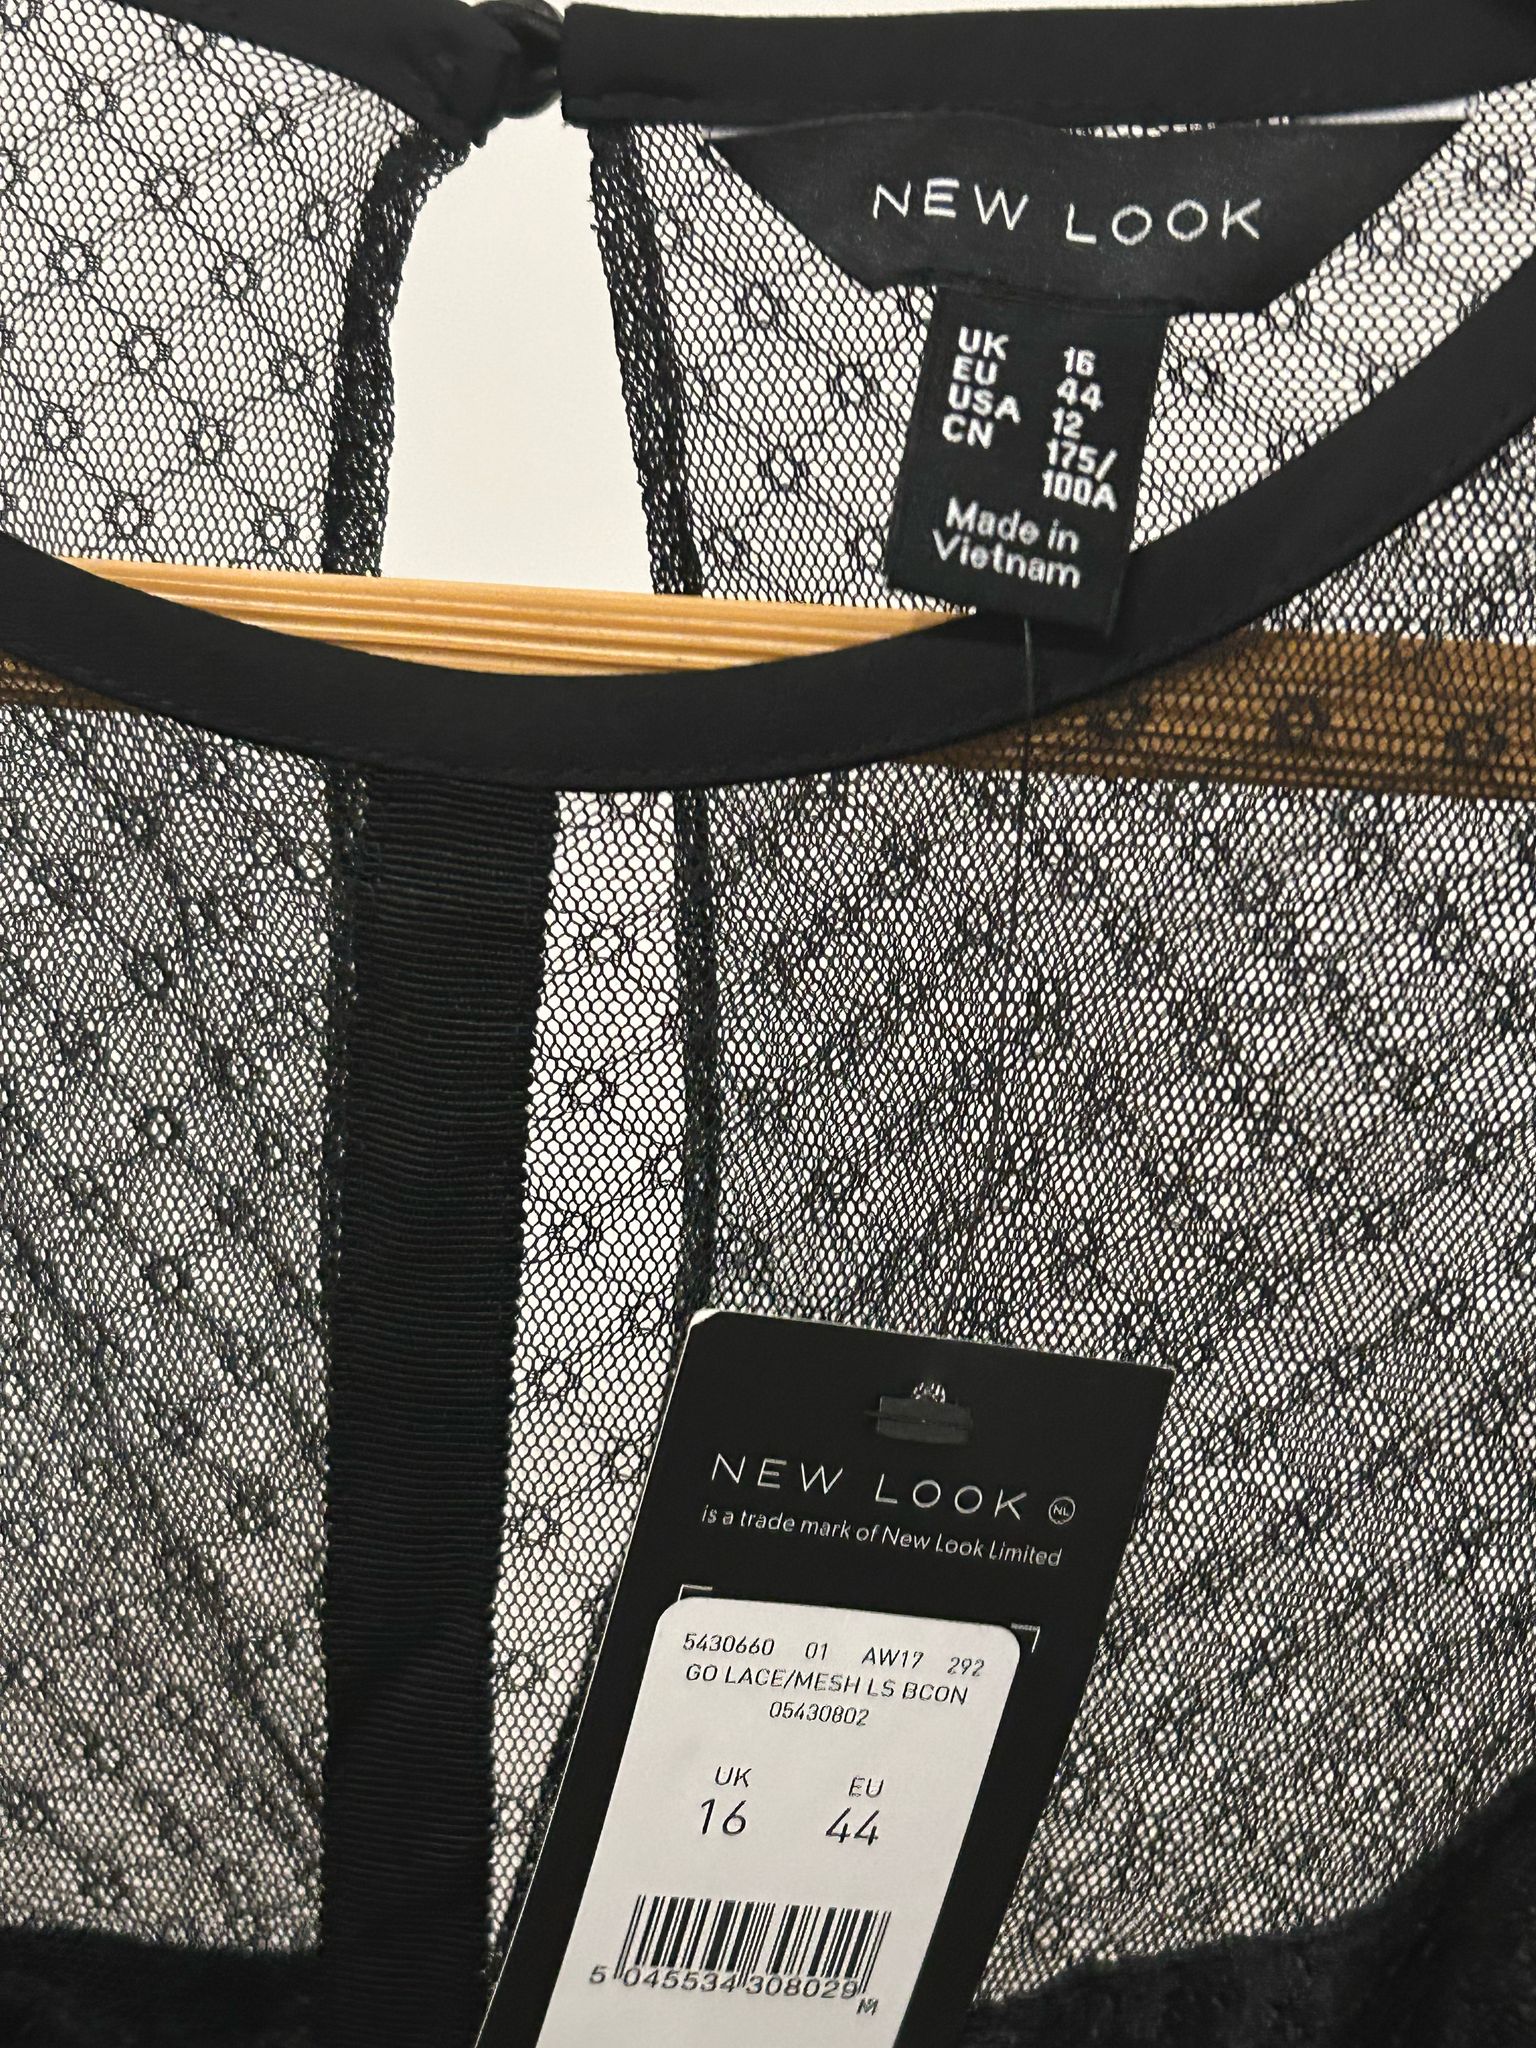 NEW LOOK
UK 16
EU 44
USA 12
CN 175/
100A
Made in
Vietnam
NEW LOOK NL
is a trade mark of New Look Limited
5430660 01 AW17 292
GO LACE/MESH LS BCON
05430802
UK EU
16 44
5 045534 308029
M